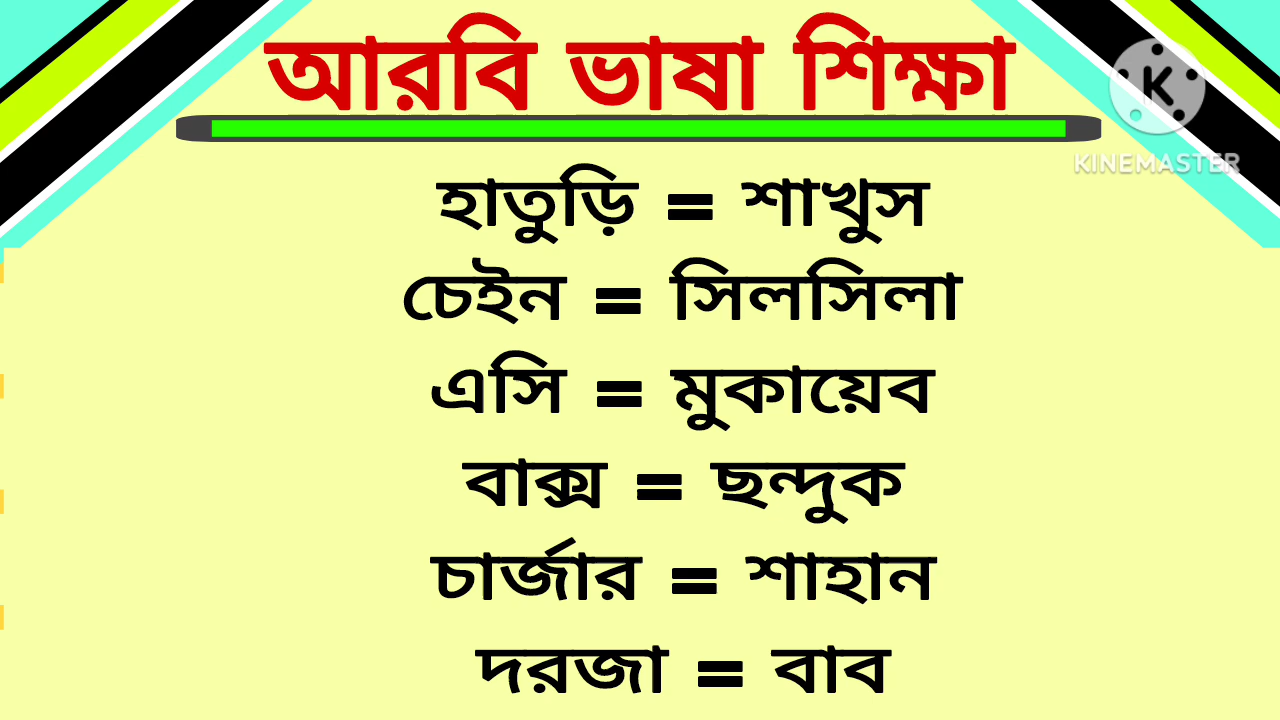 আরবি ভাষা শিক্ষা
K
KINEMASTER
হাতুড়ি = শাখুস
চেইন = সিলসিলা
এসি = মুকায়েব
বাক্স = ছন্দুক
চার্জার = শাহান
দরজা = বাব